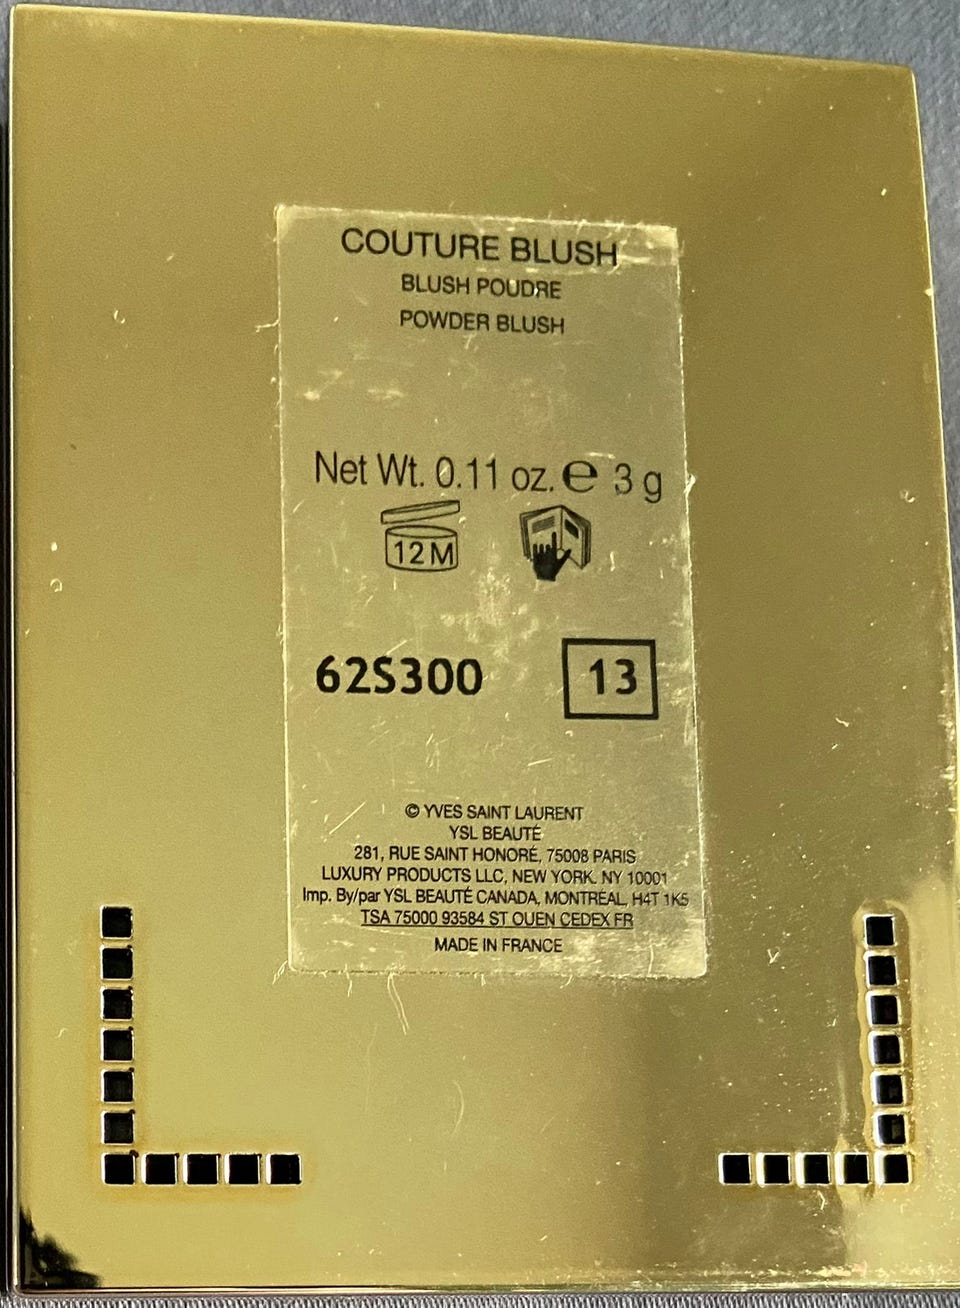 COUTURE BLUSH
BLUSH POUDRE
POWDER BLUSH
Net Wt. 0.11 oz. ℮ 3 g
12M
62S300 13
© YVES SAINT LAURENT
YSL BEAUTÉ
281, RUE SAINT HONORÉ, 75008 PARIS
LUXURY PRODUCTS LLC, NEW YORK. NY 10001
Imp. By/par YSL BEAUTÉ CANADA, MONTRÉAL, H4T 1K5
TSA 75000 93584 ST OUEN CEDEX FR
MADE IN FRANCE